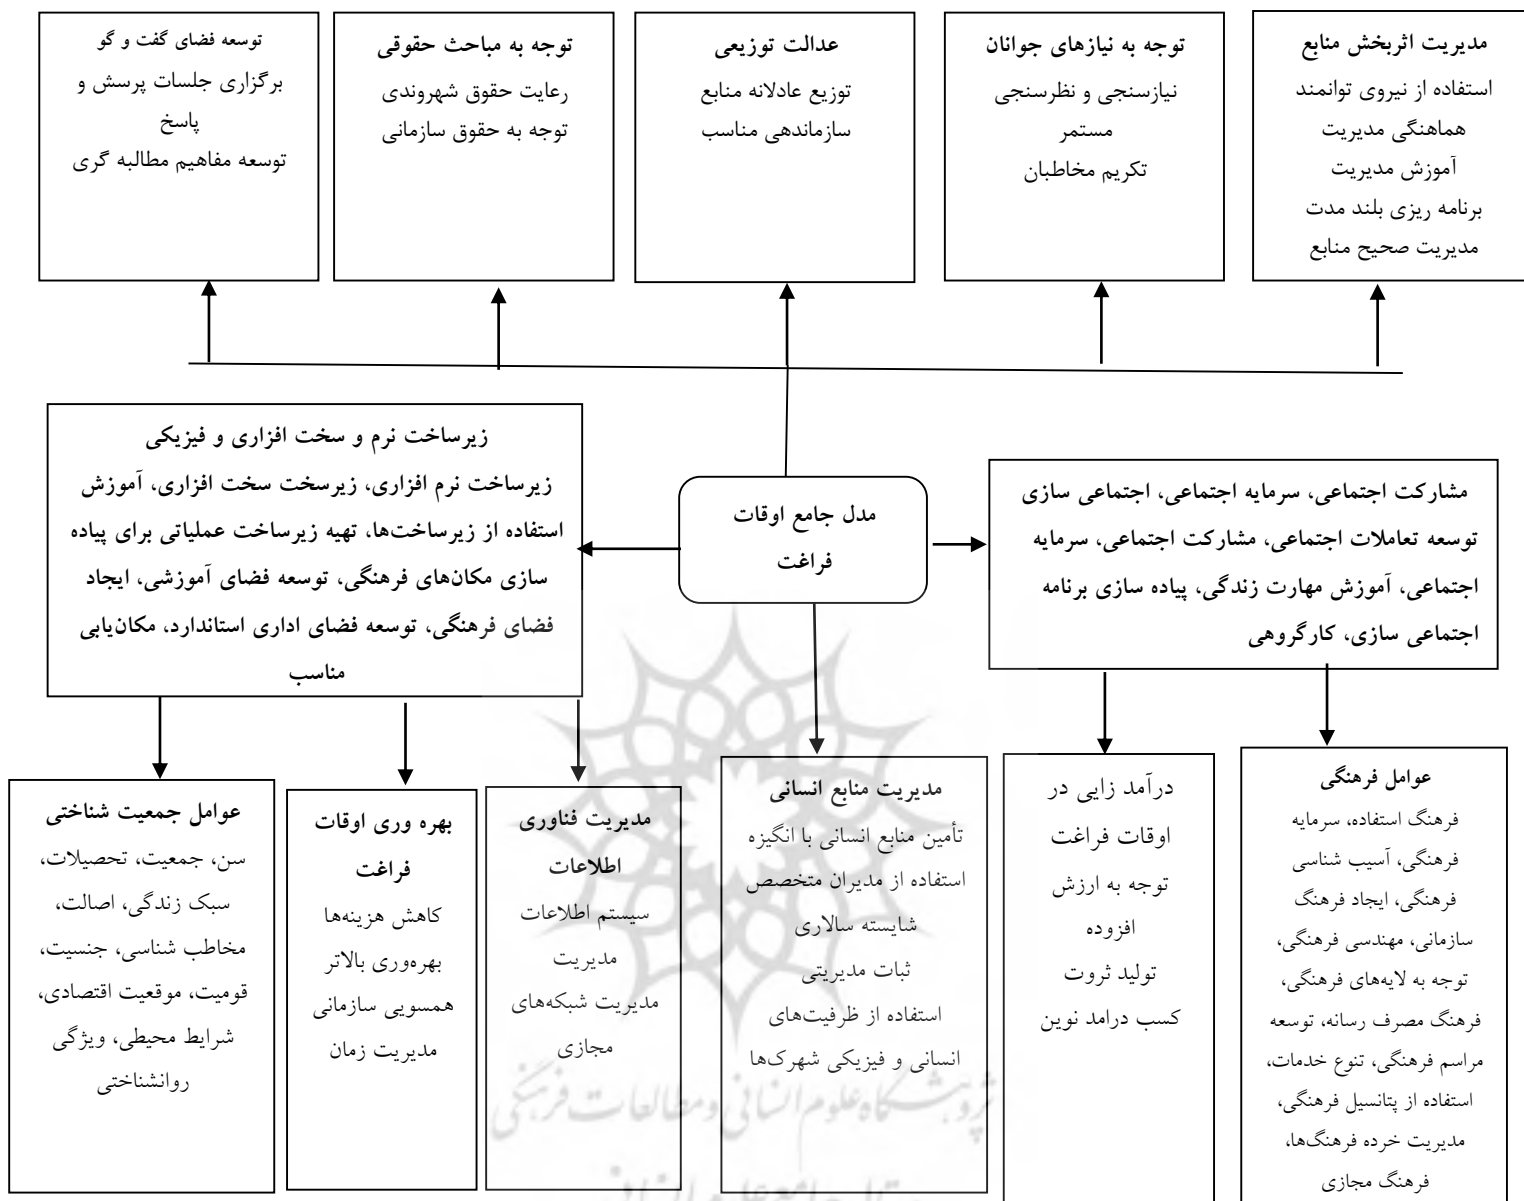 مدیریت اثربخش منابع
استفاده از نیروی توانمند
هماهنگی مدیریت
آموزش مدیریت
برنامه ریزی بلند مدت
مدیریت صحیح منابع
توجه به نیازهای جوانان
نیازسنجی و نظرسنجی
مستمر
تکریم مخاطبان
عدالت توزیعی
توزیع عادلانه منابع
سازماندهی مناسب
توجه به مباحث حقوقی
رعایت حقوق شهروندی
توجه به حقوق سازمانی
توسعه فضای گفت و گو
برگزاری جلسات پرسش و
پاسخ
توسعه مفاهیم مطالبه گری
مشارکت اجتماعی، سرمایه اجتماعی، اجتماعی سازی
توسعه تعاملات اجتماعی، مشارکت اجتماعی، سرمایه
اجتماعی، آموزش مهارت زندگی، پیاده سازی برنامه
اجتماعی سازی، کارگروهی
مدل جامع اوقات
فراغت
زیرساخت نرم و سخت افزاری و فیزیکی
زیرساخت نرم افزاری، زیرسخت سخت افزاری، آموزش
استفاده از زیرساخت‌ها، تهیه زیرساخت عملیاتی برای پیاده
سازی مکان‌های فرهنگی، توسعه فضای آموزشی، ایجاد
فضای فرهنگی، توسعه فضای اداری استاندارد، مکان‌یابی
مناسب
عوامل فرهنگی
فرهنگ استفاده، سرمایه
فرهنگی، آسیب شناسی
فرهنگی، ایجاد فرهنگ
سازمانی، مهندسی فرهنگی،
توجه به لایه‌های فرهنگی،
فرهنگ مصرف رسانه، توسعه
مراسم فرهنگی، تنوع خدمات،
استفاده از پتانسیل فرهنگی،
مدیریت خرده فرهنگ‌ها،
فرهنگ مجازی
درآمد زایی در
اوقات فراغت
توجه به ارزش
افزوده
تولید ثروت
کسب درامد نوین
مدیریت منابع انسانی
تأمین منابع انسانی با انگیزه
استفاده از مدیران متخصص
شایسته سالاری
ثبات مدیریتی
استفاده از ظرفیت‌های
انسانی و فیزیکی شهرک‌ها
مدیریت فناوری
اطلاعات
سیستم اطلاعات
مدیریت
مدیریت شبکه‌های
مجازی
بهره وری اوقات
فراغت
کاهش هزینه‌ها
بهره‌وری بالاتر
همسویی سازمانی
مدیریت زمان
عوامل جمعیت شناختی
سن، جمعیت، تحصیلات،
سبک زندگی، اصالت،
مخاطب شناسی، جنسیت،
قومیت، موقعیت اقتصادی،
شرایط محیطی، ویژگی
روانشناختی
پژوهشگاه علوم انسانی و مطالعات فرهنگی